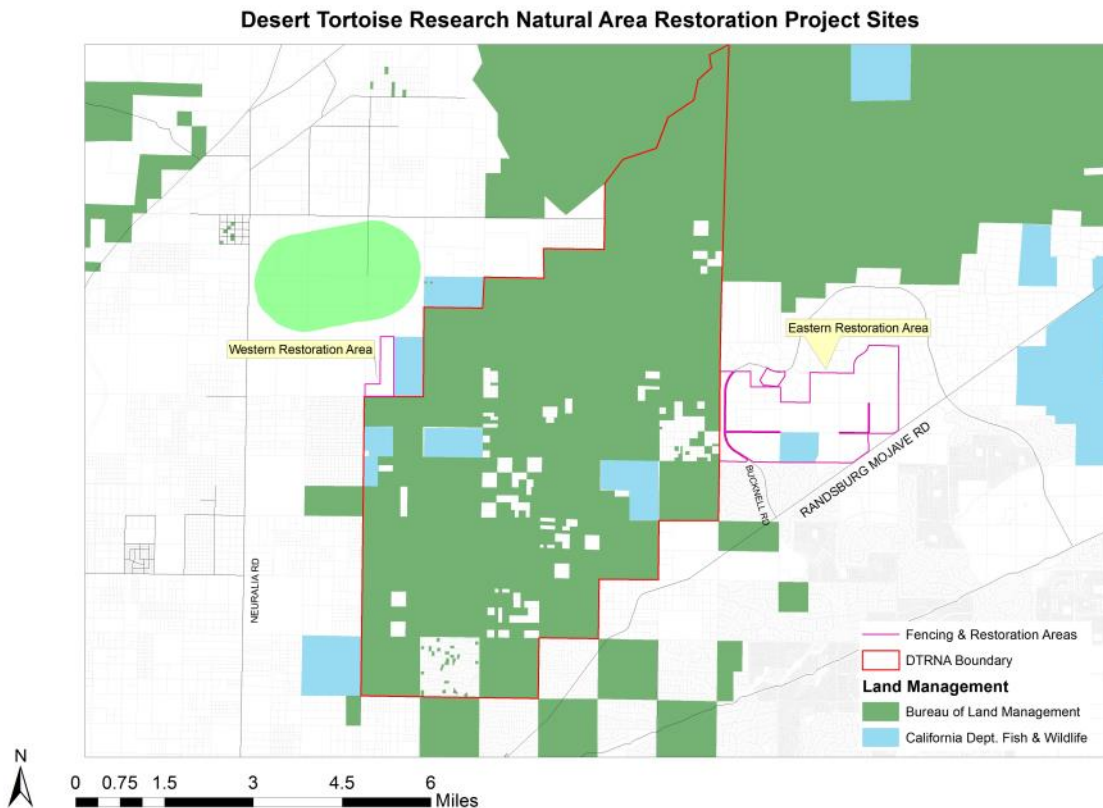 Desert Tortoise Research Natural Area Restoration Project Sites
Western Restoration Area
Eastern Restoration Area
RANDSBURG MOJAVE RD
BUCKNELL RD
NEURALIA RD
Fencing & Restoration Areas
DTRNA Boundary
Land Management
Bureau of Land Management
California Dept. Fish & Wildlife
N
0 0.75 1.5 3 4.5 6
Miles